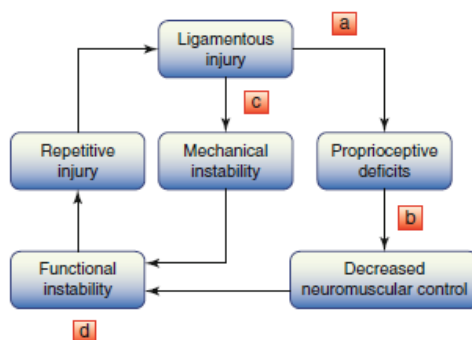 a
Ligamentous
injury
c
Repetitive
injury
Mechanical
instability
Proprioceptive
deficits
b
Functional
instability
Decreased
neuromuscular control
d